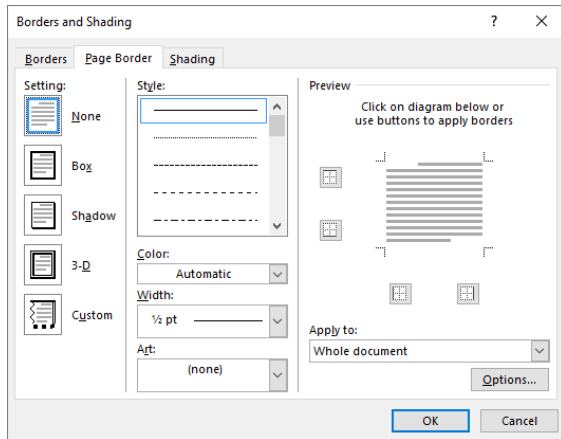 Borders and Shading ? ×
Borders Page Border Shading
Setting:
None
Box
Shadow
3-D
Custom
Style:
Color:
Automatic
Width:
½ pt
Art:
(none)
Preview
Click on diagram below or
use buttons to apply borders
Apply to:
Whole document
Options...
OK Cancel